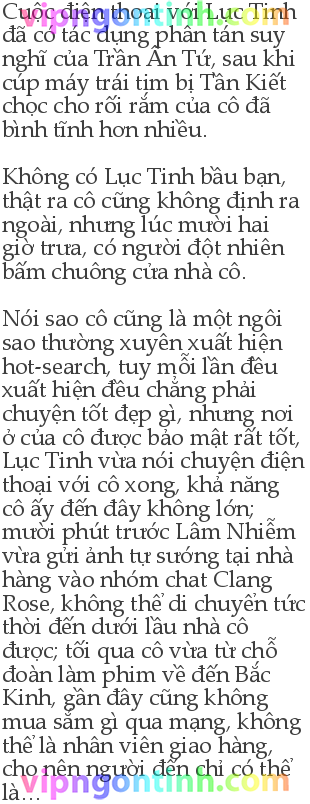 Cuộc điện thoại với Lục Tinh
đã có tác dụng phân tán suy
nghĩ của Trần Ấn Tứ, sau khi
cúp máy trái tim bị Tần Kiết
chọc cho rối rắm của cô đã
bình tĩnh hơn nhiều.
Không có Lục Tinh bầu bạn,
thật ra cô cũng không định ra
ngoài, nhưng lúc mười hai
giờ trưa, có người đột nhiên
bấm chuông cửa nhà cô.
Nói sao cô cũng là một ngôi
sao thường xuyên xuất hiện
hot-search, tuy mỗi lần đều
xuất hiện đều chẳng phải
chuyện tốt đẹp gì, nhưng nơi
ở của cô được bảo mật rất tốt,
Lục Tinh vừa nói chuyện điện
thoại với cô xong, khả năng
cô ấy đến đây không lớn;
mười phút trước Lâm Nhiễm
vừa gửi ảnh tự sướng tại nhà
hàng vào nhóm chat Clang
Rose, không thể di chuyển tức
thời đến dưới lầu nhà cô
được; tối qua cô vừa từ chỗ
đoàn làm phim về đến Bắc
Kinh, gần đây cũng không
mua sắm gì qua mạng, không
thể là nhân viên giao hàng,
cho nên người đến chỉ có thể
là...
vipngontinh.com
vipngontinh.com